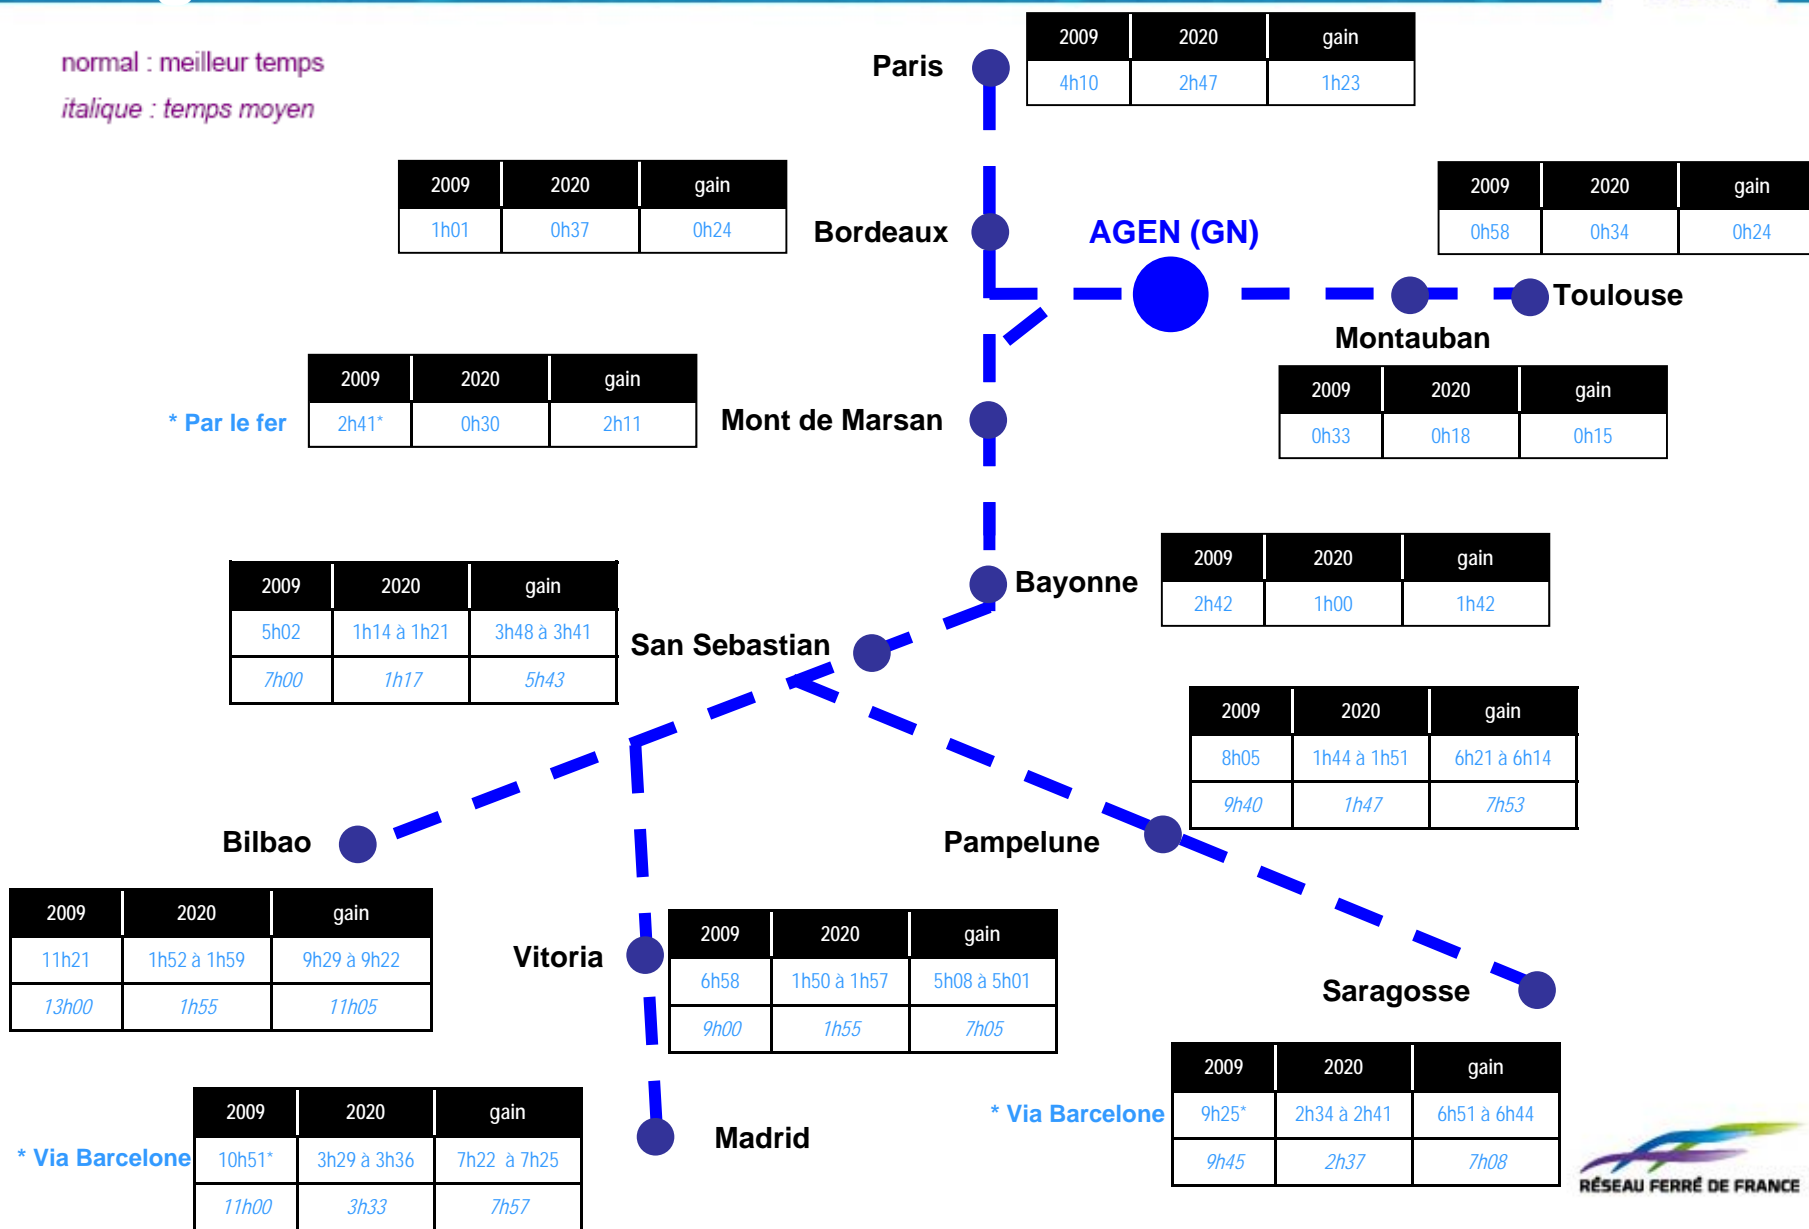 normal : meilleur temps
italique : temps moyen
Paris
2009 2020 gain
4h10 2h47 1h23
2009 2020 gain
1h01 0h37 0h24
Bordeaux
AGEN (GN)
2009 2020 gain
0h58 0h34 0h24
Toulouse
Montauban
2009 2020 gain
0h33 0h18 0h15
* Par le fer
2009 2020 gain
2h41* 0h30 2h11
Mont de Marsan
Bayonne
2009 2020 gain
2h42 1h00 1h42
2009 2020 gain
5h02 1h14 à 1h21 3h48 à 3h41
7h00 1h17 5h43
San Sebastian
2009 2020 gain
8h05 1h44 à 1h51 6h21 à 6h14
9h40 1h47 7h53
Bilbao
Pampelune
2009 2020 gain
11h21 1h52 à 1h59 9h29 à 9h22
13h00 1h55 11h05
Vitoria
2009 2020 gain
6h58 1h50 à 1h57 5h08 à 5h01
9h00 1h55 7h05
Saragosse
* Via Barcelone
2009 2020 gain
9h25* 2h34 à 2h41 6h51 à 6h44
9h45 2h37 7h08
* Via Barcelone
2009 2020 gain
10h51* 3h29 à 3h36 7h22 à 7h25
11h00 3h33 7h57
Madrid
RÉSEAU FERRÉ DE FRANCE